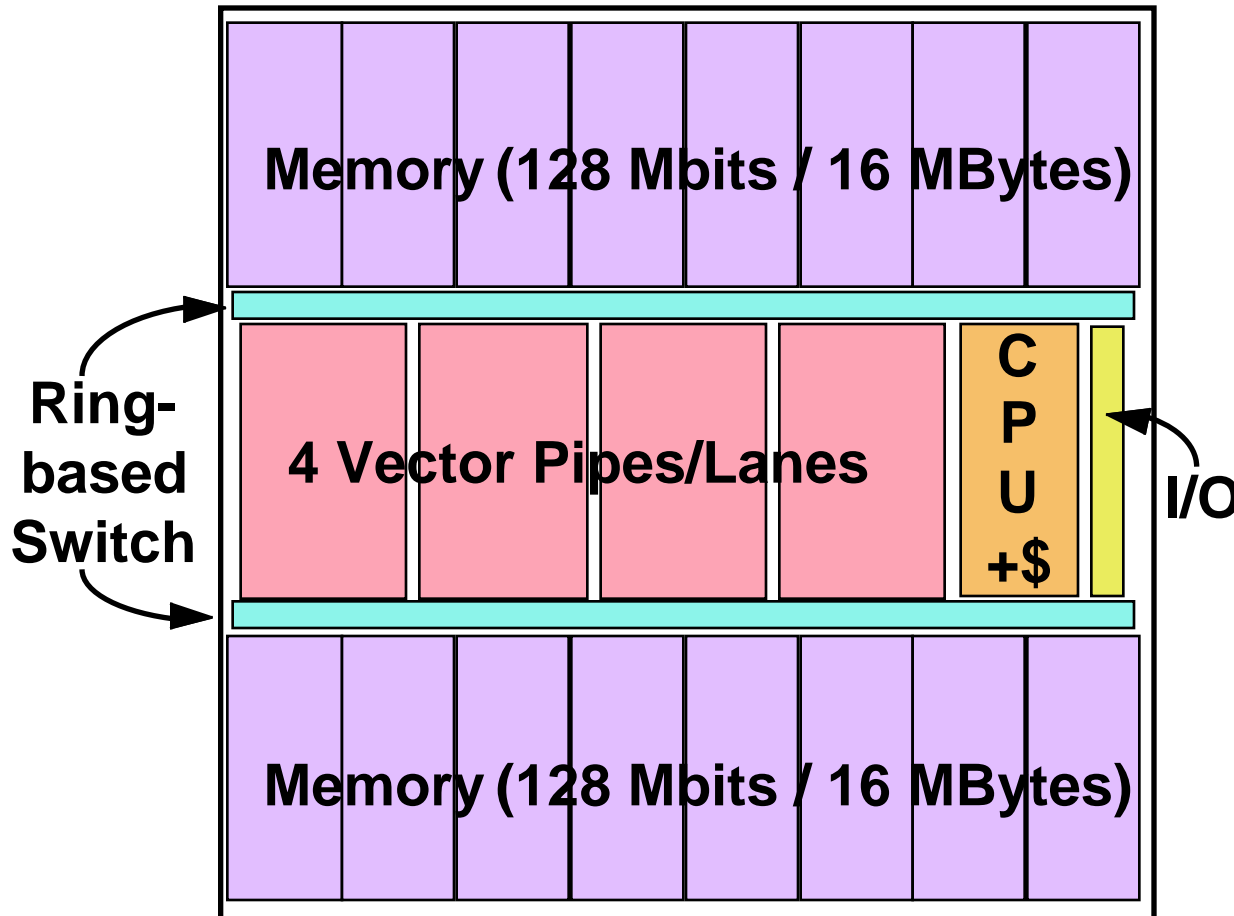 Memory (128 Mbits / 16 MBytes)
Ring-
based
Switch
4 Vector Pipes/Lanes
C
P
U
+$
I/O
Memory (128 Mbits / 16 MBytes)